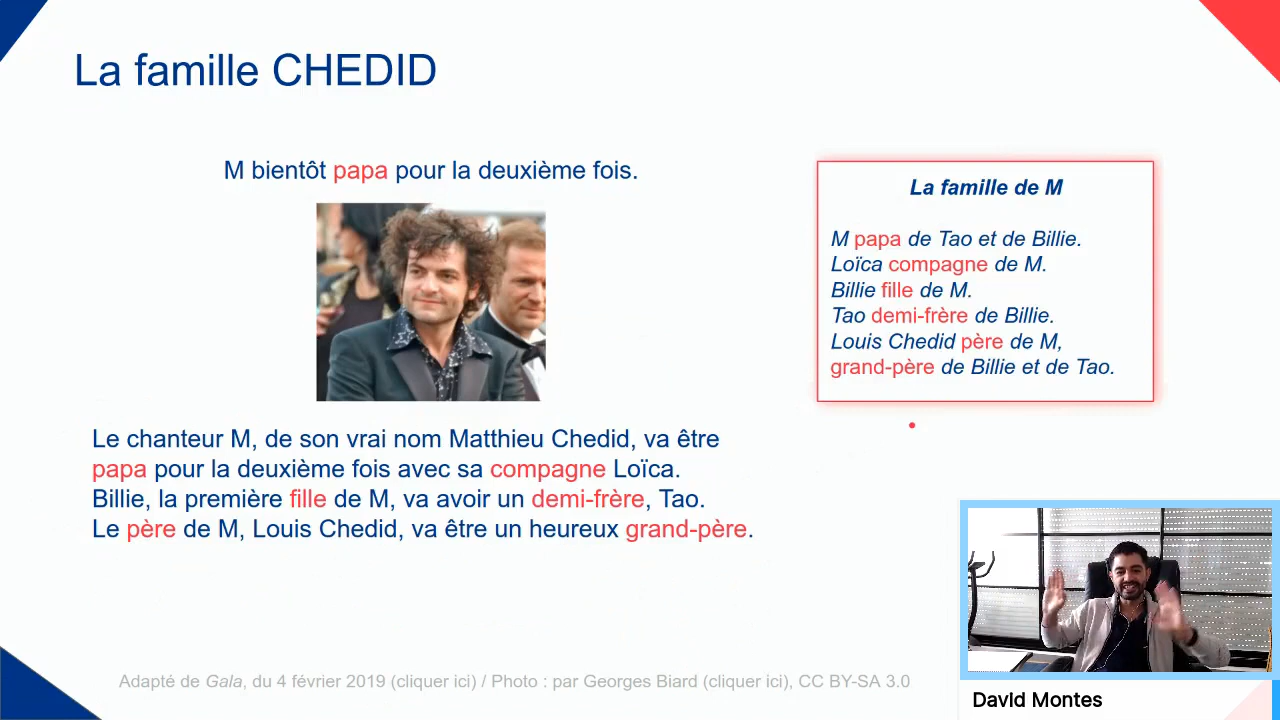 La famille CHEDID
M bientôt papa pour la deuxième fois.
La famille de M
M papa de Tao et de Billie.
Loïca compagne de M.
Billie fille de M.
Tao demi-frère de Billie.
Louis Chedid père de M,
grand-père de Billie et de Tao.
Le chanteur M, de son vrai nom Matthieu Chedid, va être
papa pour la deuxième fois avec sa compagne Loïca.
Billie, la première fille de M, va avoir un demi-frère, Tao.
Le père de M, Louis Chedid, va être un heureux grand-père.
Adapté de Gala, du 4 février 2019 (cliquer ici) / Photo : par Georges Biard (cliquer ici), CC BY-SA 3.0
David Montes